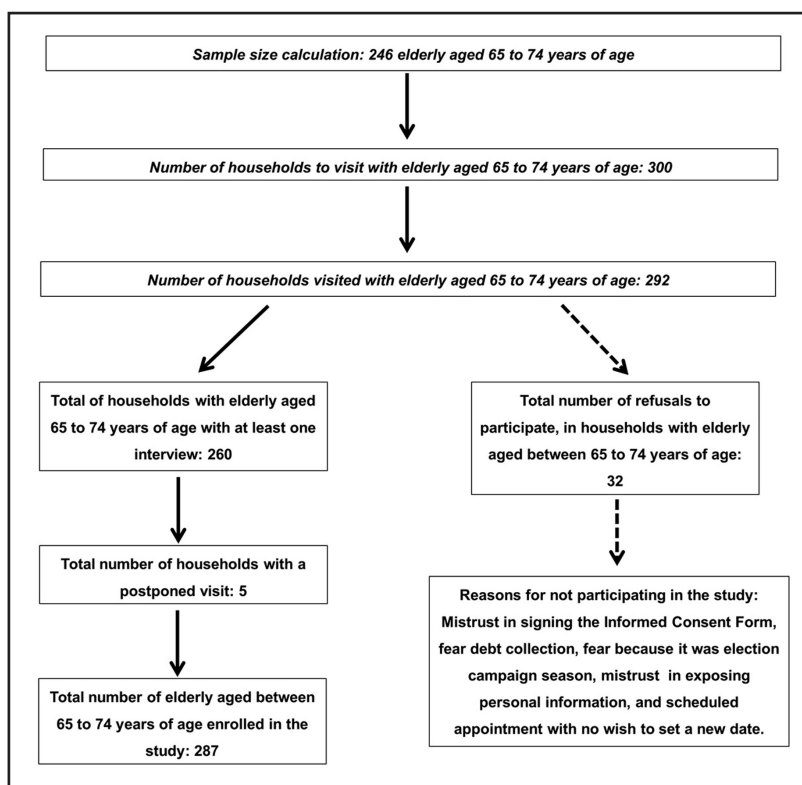 Sample size calculation: 246 elderly aged 65 to 74 years of age
Number of households to visit with elderly aged 65 to 74 years of age: 300
Number of households visited with elderly aged 65 to 74 years of age: 292
Total of households with elderly aged
65 to 74 years of age with at least one
interview: 260
Total number of households with a
postponed visit: 5
Total number of elderly aged between
65 to 74 years of age enrolled in the
study: 287
Total number of refusals to
participate, in households with elderly
aged between 65 to 74 years of age:
32
Reasons for not participating in the study:
Mistrust in signing the Informed Consent Form,
fear debt collection, fear because it was election
campaign season, mistrust in exposing
personal information, and scheduled
appointment with no wish to set a new date.